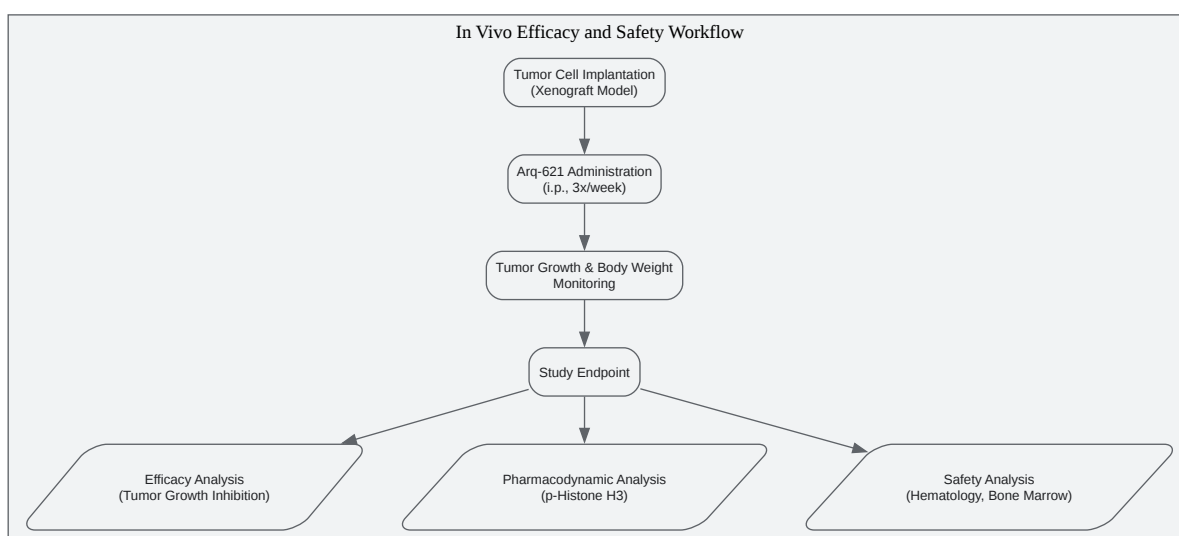 In Vivo Efficacy and Safety Workflow
Tumor Cell Implantation
(Xenograft Model)
Arq-621 Administration
(i.p., 3x/week)
Tumor Growth & Body Weight
Monitoring
Study Endpoint
Efficacy Analysis
(Tumor Growth Inhibition)
Pharmacodynamic Analysis
(p-Histone H3)
Safety Analysis
(Hematology, Bone Marrow)